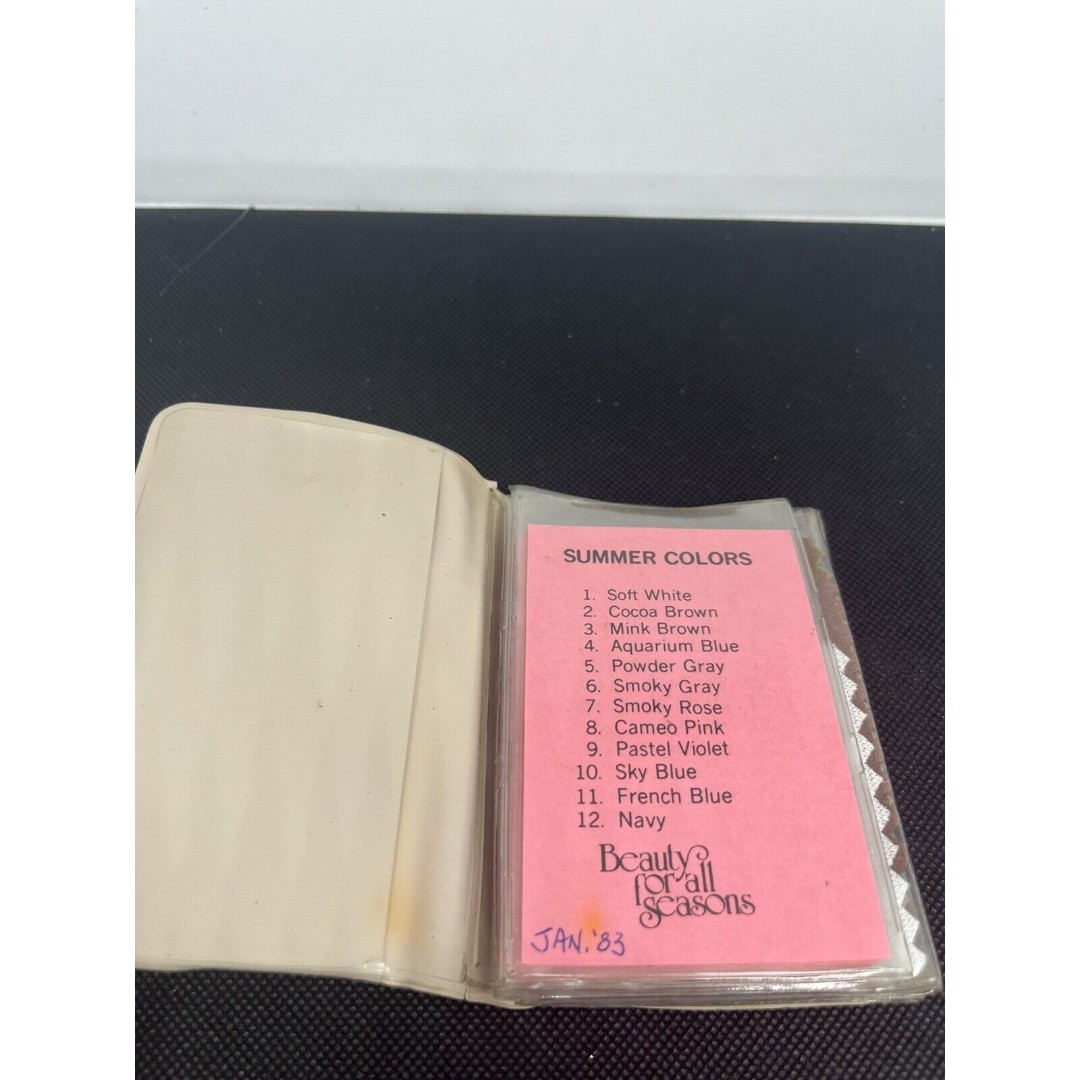 SUMMER COLORS
1. Soft White
2. Cocoa Brown
3. Mink Brown
4. Aquarium Blue
5. Powder Gray
6. Smoky Gray
7. Smoky Rose
8. Cameo Pink
9. Pastel Violet
10. Sky Blue
11. French Blue
12. Navy
Beauty
for all
seasons
JAN. '83